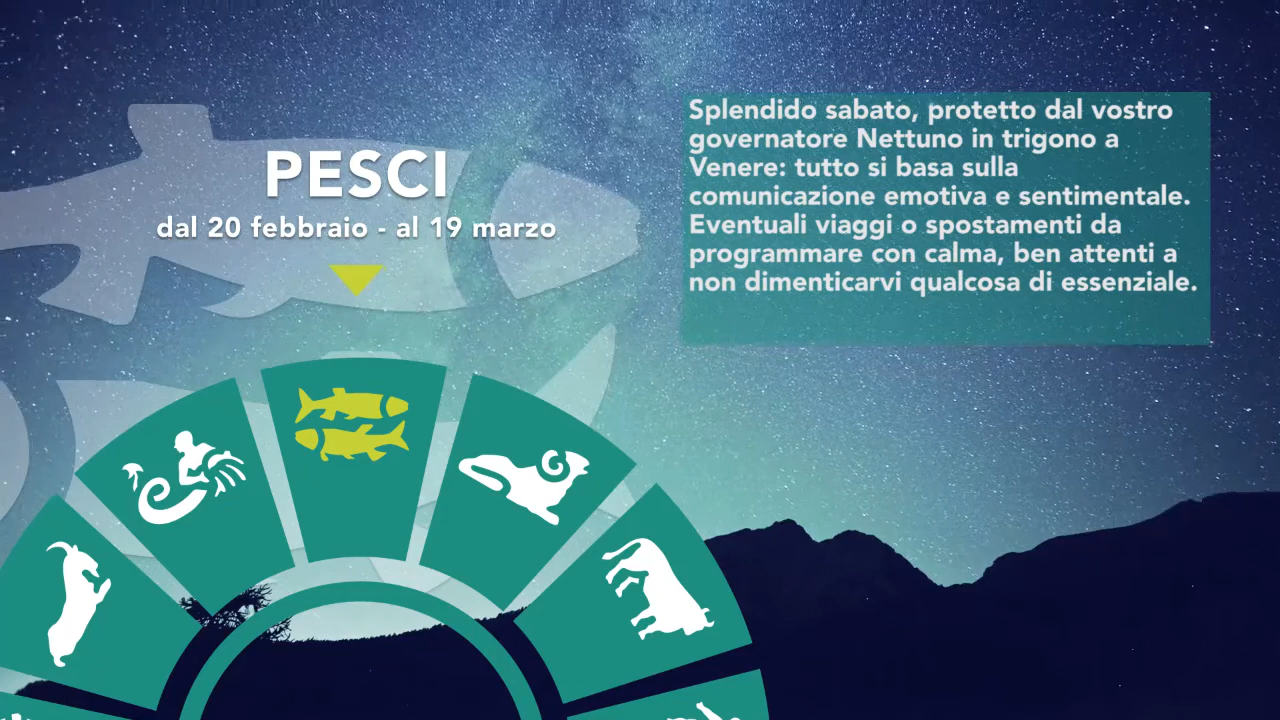 PESCI
dal 20 febbraio - al 19 marzo
Splendido sabato, protetto dal vostro
governatore Nettuno in trigono a
Venere: tutto si basa sulla
comunicazione emotiva e sentimentale.
Eventuali viaggi o spostamenti da
programmare con calma, ben attenti a
non dimenticarvi qualcosa di essenziale.